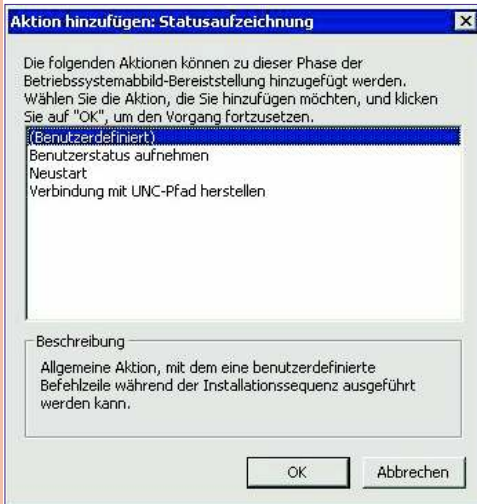 Aktion hinzufügen: Statusaufzeichnung
Die folgenden Aktionen können zu dieser Phase der
Betriebssystemabbild-Bereiststellung hinzugefügt werden.
Wählen Sie die Aktion, die Sie hinzufügen möchten, und klicken
Sie auf "OK", um den Vorgang fortzusetzen.
(Benutzerdefiniert)
Benutzerstatus aufnehmen
Neustart
Verbindung mit UNC-Pfad herstellen
Beschreibung
Allgemeine Aktion, mit dem eine benutzerdefinierte
Befehlzeile während der Installationssequenz ausgeführt
werden kann.
OK
Abbrechen